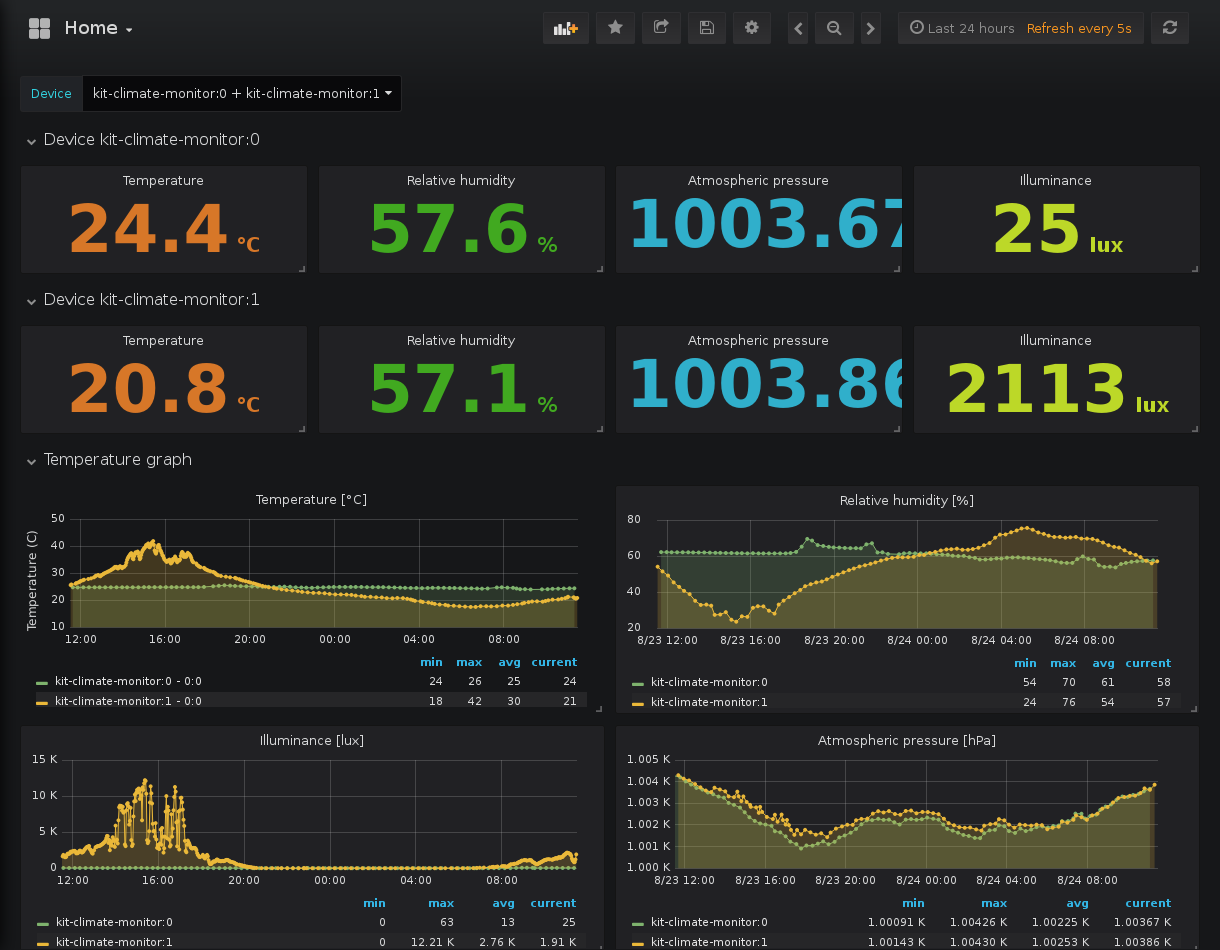 Home
Last 24 hours Refresh every 5s
Device kit-climate-monitor:0 + kit-climate-monitor:1
Device kit-climate-monitor:0
Temperature Relative humidity Atmospheric pressure Illuminance
24.4 °C 57.6 % 1003.67 25 lux
Device kit-climate-monitor:1
Temperature Relative humidity Atmospheric pressure Illuminance
20.8 °C 57.1 % 1003.86 2113 lux
Temperature graph
Temperature [°C]
Temperature (C)
50
40
30
20
10
12:00 16:00 20:00 00:00 04:00 08:00
min max avg current
kit-climate-monitor:0 - 0:0 24 26 25 24
kit-climate-monitor:1 - 0:0 18 42 30 21
Relative humidity [%]
80
60
40
20
8/23 12:00 8/23 16:00 8/23 20:00 8/24 00:00 8/24 04:00 8/24 08:00
min max avg current
kit-climate-monitor:0 54 70 61 58
kit-climate-monitor:1 24 76 54 57
Illuminance [lux]
15 K
10 K
5 K
0
12:00 16:00 20:00 00:00 04:00 08:00
min max avg current
kit-climate-monitor:0 0 63 13 25
kit-climate-monitor:1 0 12.21 K 2.76 K 1.91 K
Atmospheric pressure [hPa]
1.005 K
1.004 K
1.003 K
1.002 K
1.001 K
1.000 K
8/23 12:00 8/23 16:00 8/23 20:00 8/24 00:00 8/24 04:00 8/24 08:00
min max avg current
kit-climate-monitor:0 1.00091 K 1.00426 K 1.00225 K 1.00367 K
kit-climate-monitor:1 1.00143 K 1.00430 K 1.00253 K 1.00386 K